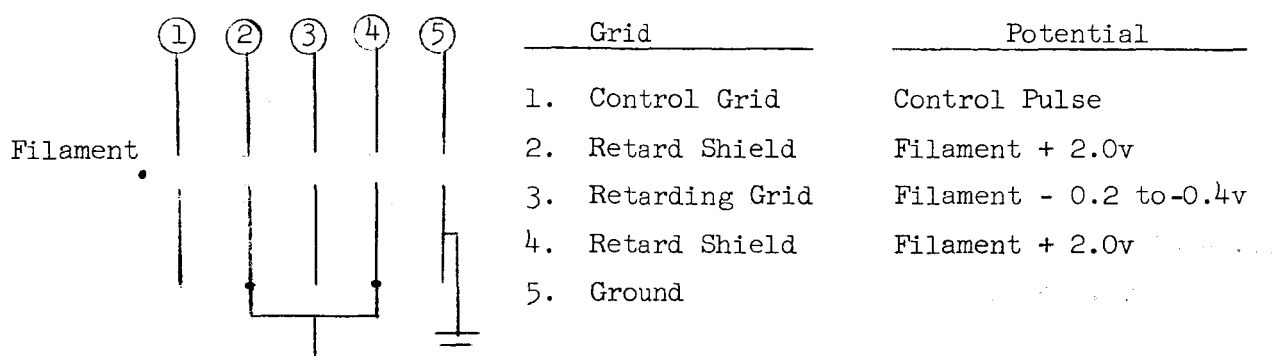 1 2 3 4 5
Grid Potential
1. Control Grid Control Pulse
Filament
2. Retard Shield Filament + 2.0v
3. Retarding Grid Filament - 0.2 to-0.4v
4. Retard Shield Filament + 2.0v
5. Ground